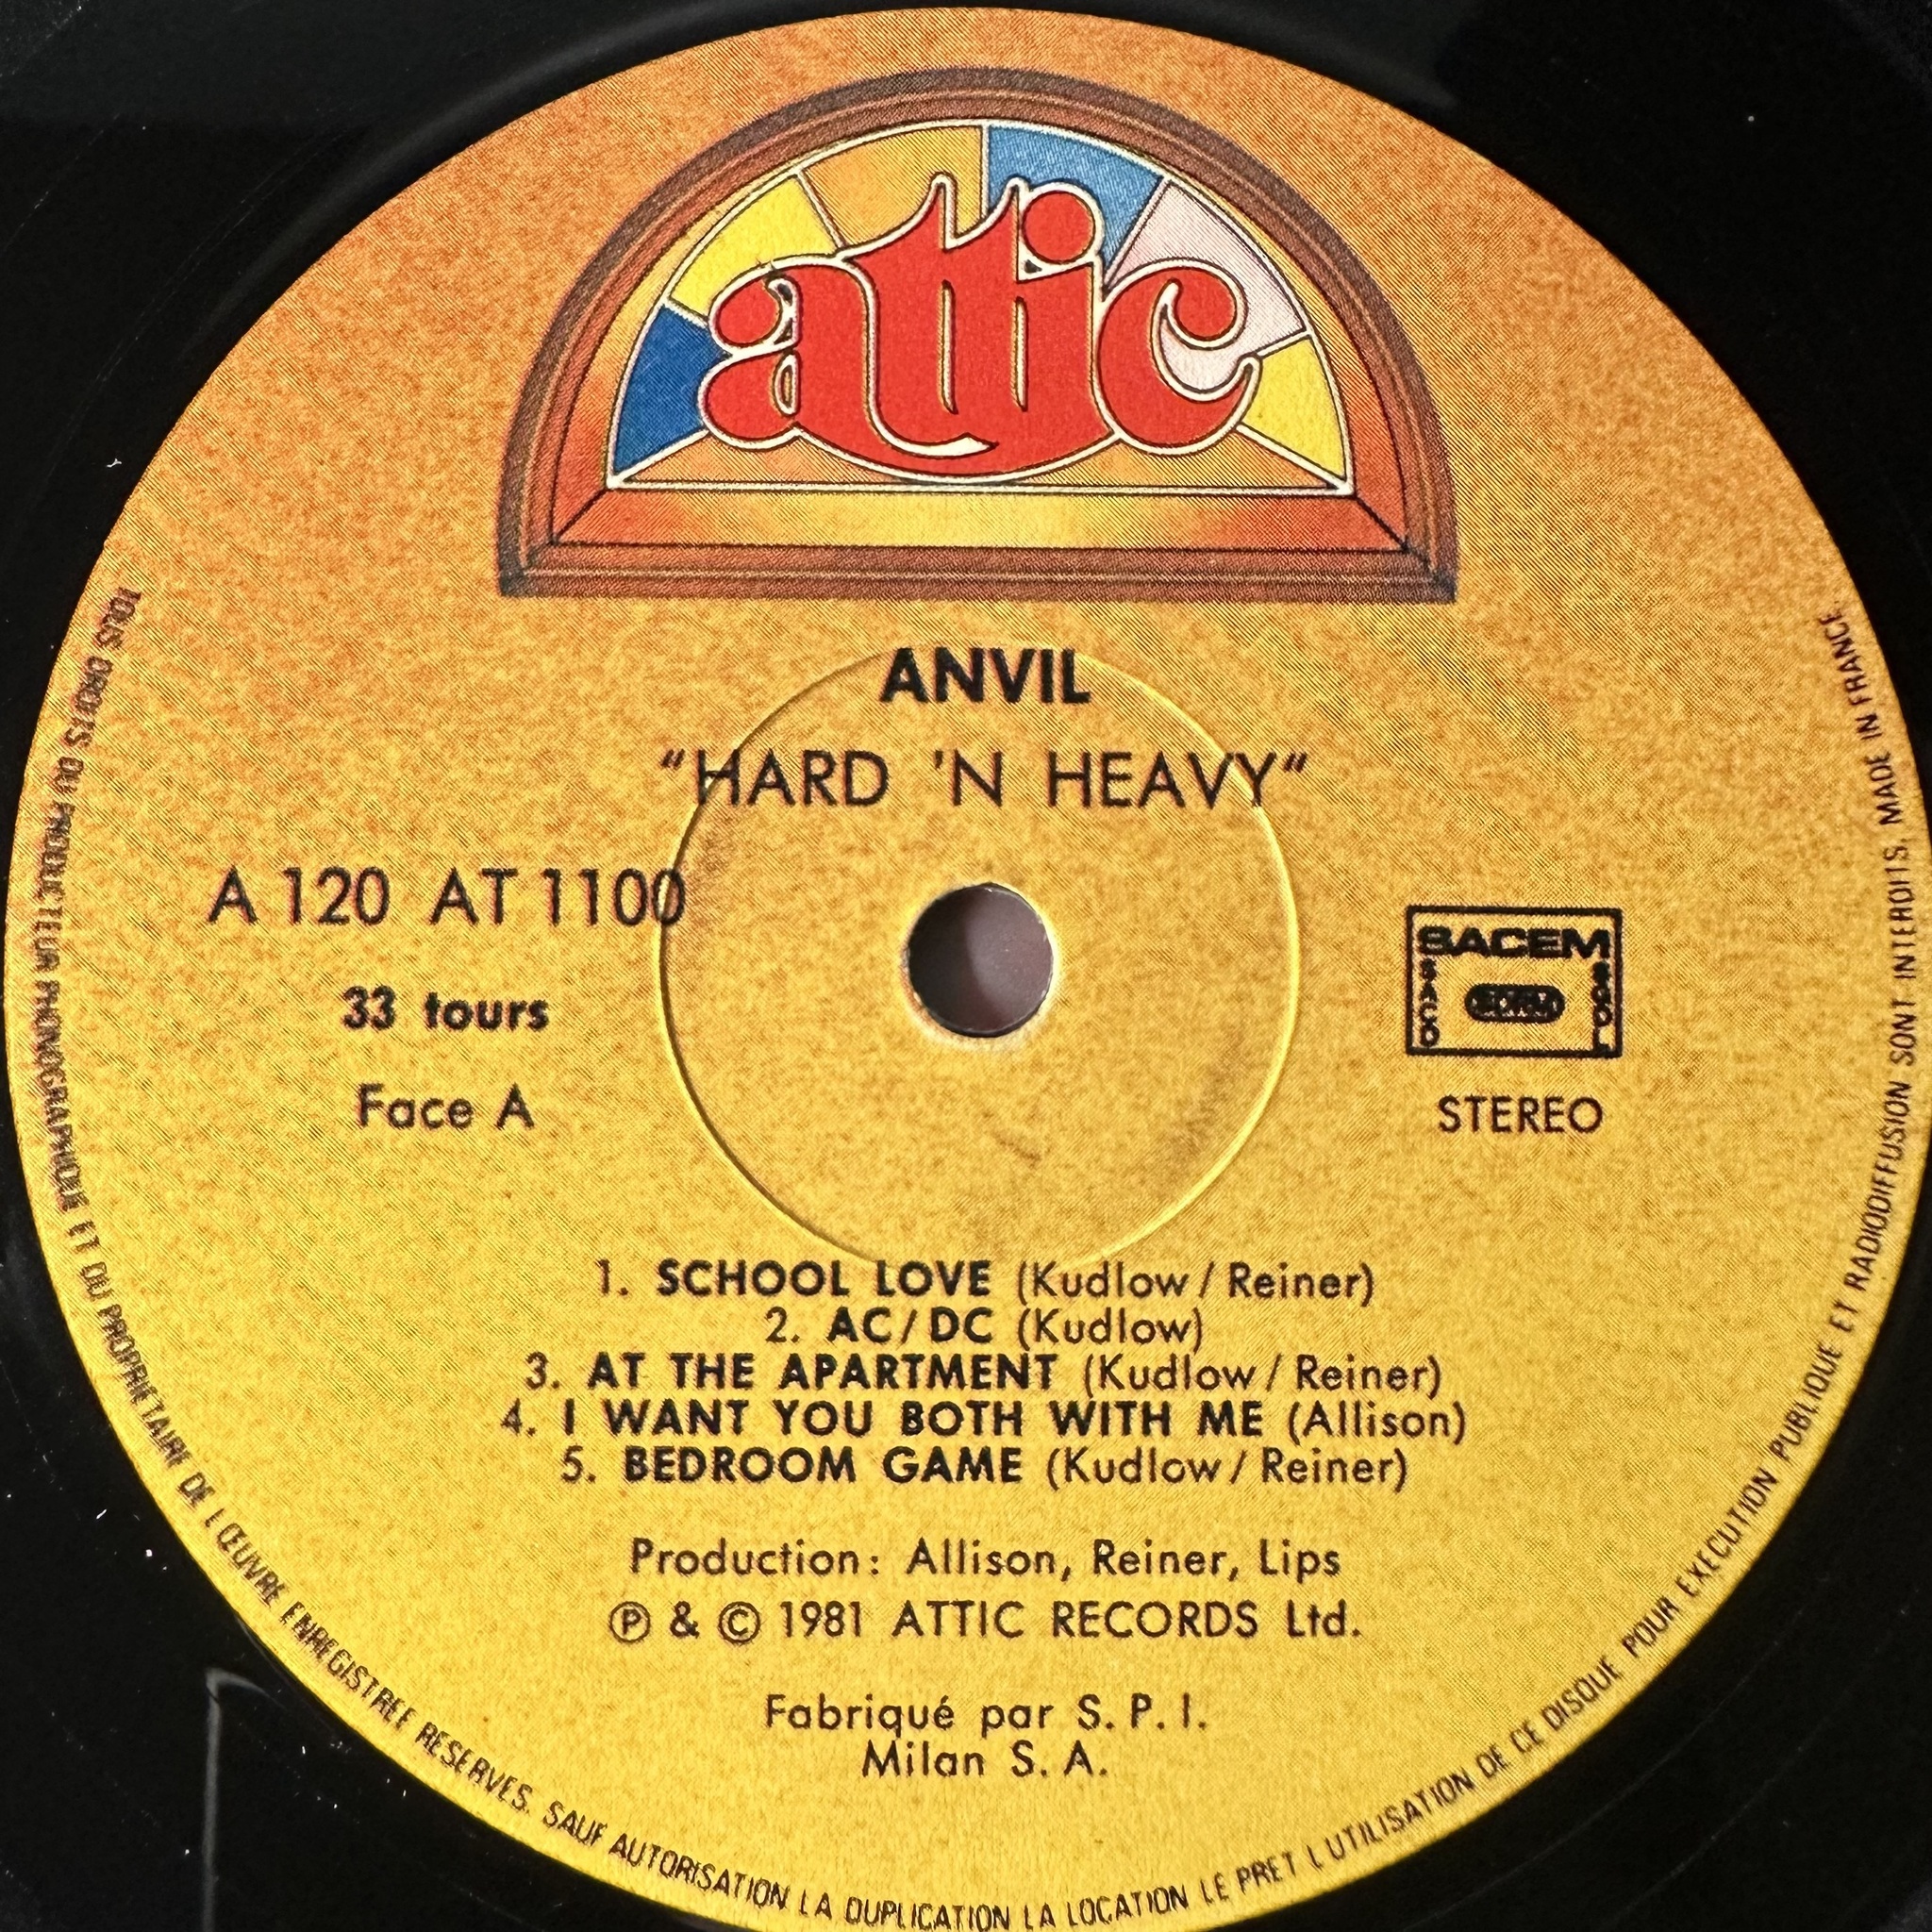 attic
ANVIL
“HARD 'N HEAVY“
A 120 AT 1100
33 tours
Face A
SACEM
STEREO
1. SCHOOL LOVE (Kudlow / Reiner)
2. AC/DC (Kudlow)
3. AT THE APARTMENT (Kudlow / Reiner)
4. I WANT YOU BOTH WITH ME (Allison)
5. BEDROOM GAME (Kudlow / Reiner)
Production: Allison, Reiner, Lips
Ⓟ & © 1981 ATTIC RECORDS Ltd.
Fabriqué par S. P. I.
Milan S. A.
TOUS DROITS DU PRODUCTEUR PHONOGRAPHIQUE ET DU PROPRIETAIRE DE L ŒUVRE ENREGISTREE RESERVES. SAUF AUTORISATION LA DUPLICATION LA LOCATION LE PRET L UTILISATION DE CE DISQUE POUR EXECUTION PUBLIQUE ET RADIODIFFUSION SONT INTERDITS. MADE IN FRANCE